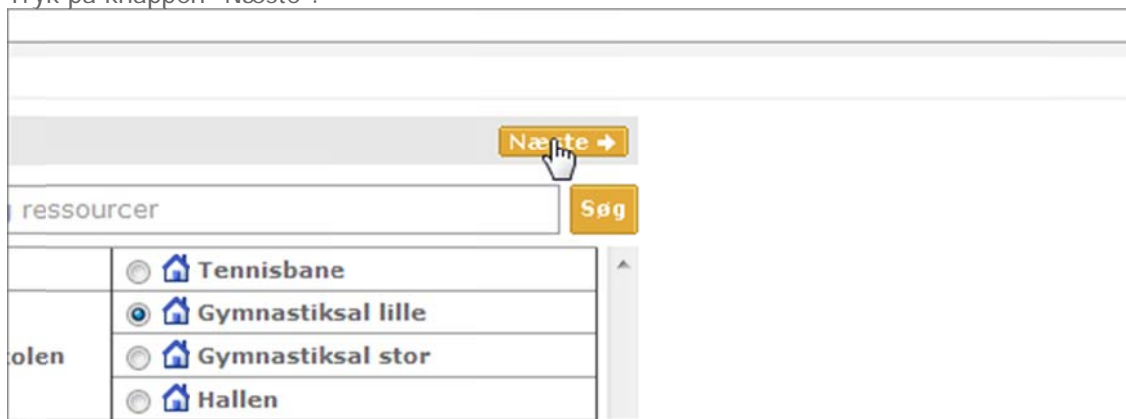 Tryk på knappen "Næste".
Næste
ressourcer
Søg
Tennisbane
Gymnastiksal lille
olen
Gymnastiksal stor
Hallen